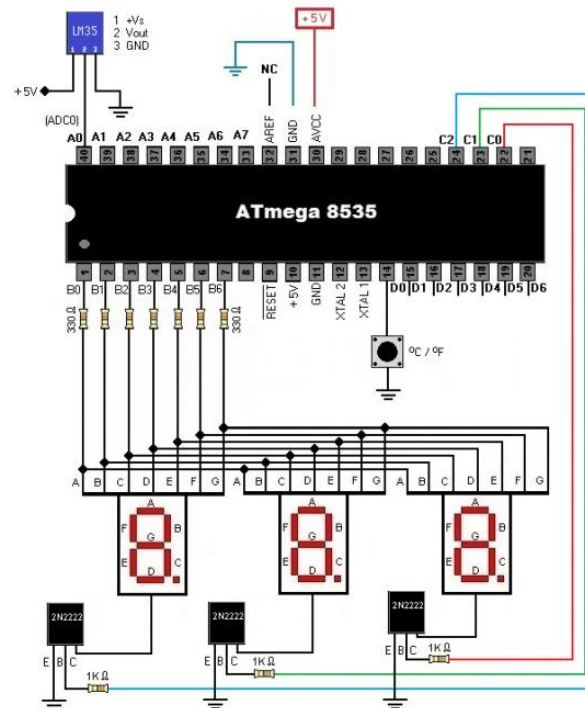 LM35
1 +Vs
2 Vout
3 GND
1 2 3
+5V
+5V
(ADC0)
NC
A0 A1 A2 A3 A4 A5 A6 A7
AREF GND AVCC
C2 C1 C0
40 39 38 37 36 35 34 33 32 31 30 29 28 27 26 25 24 23 22 21
ATmega 8535
1 2 3 4 5 6 7 8 9 10 11 12 13 14 15 16 17 18 19 20
B0 B1 B2 B3 B4 B5 B6
RESET +5V GND XTAL 2 XTAL 1
D0 D1 D2 D3 D4 D5 D6
330Ω 330Ω
ºC / ºF
A B C D E F G
A B C D E F G
A B C D E F G
A F B G E C D
A F B G E C D
A F B G E C D
2N2222
E B C
1KΩ
2N2222
E B C
1KΩ
2N2222
E B C
1KΩ